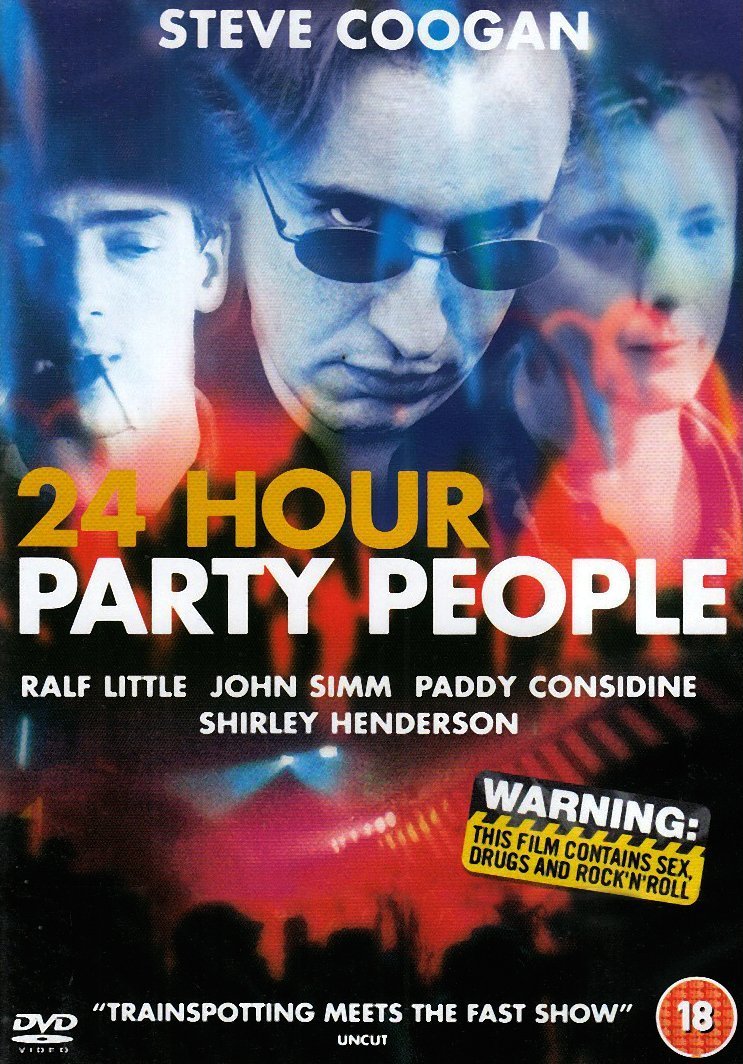 STEVE COOGAN
24 HOUR
PARTY PEOPLE
RALF LITTLE JOHN SIMM PADDY CONSIDINE
SHIRLEY HENDERSON
WARNING:
THIS FILM CONTAINS SEX,
DRUGS AND ROCK'N'ROLL
DVD
VIDEO
"TRAINSPOTTING MEETS THE FAST SHOW"
UNCUT
18